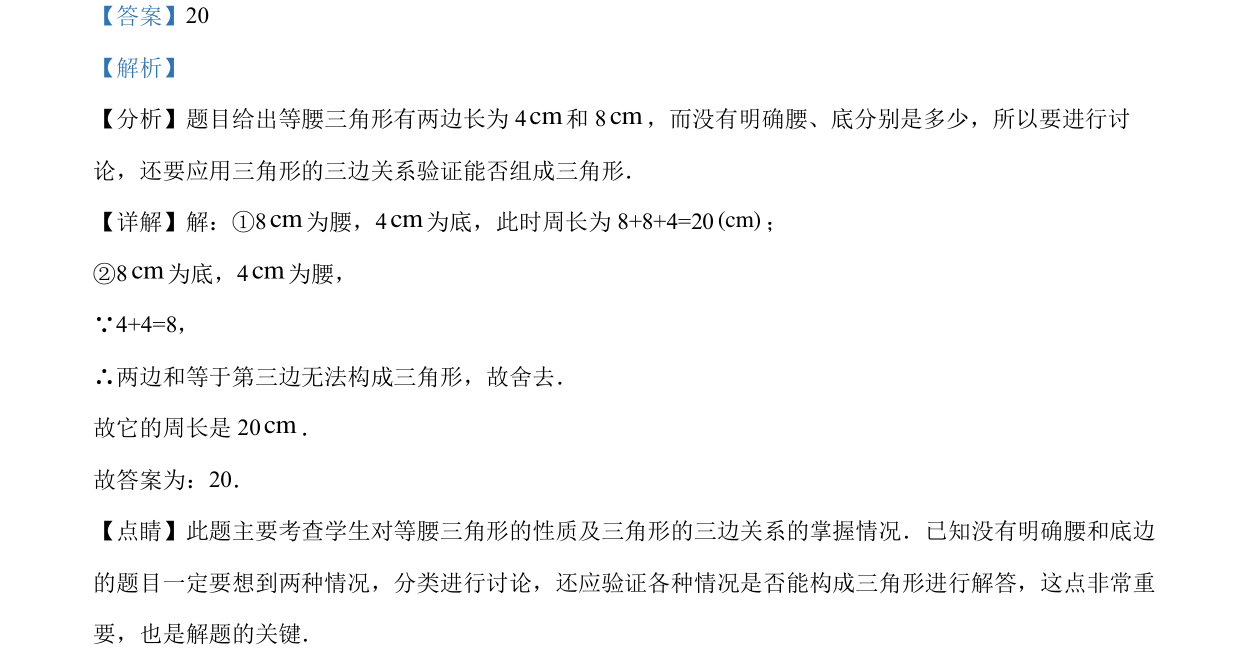 【答案】20
【解析】
【分析】题目给出等腰三角形有两边长为 4cm和 8cm，而没有明确腰、底分别是多少，所以要进行讨
论，还要应用三角形的三边关系验证能否组成三角形．
【详解】解：①8cm为腰，4cm为底，此时周长为 8+8+4=20(cm)；
②8cm为底，4cm为腰，
∵4+4=8，
∴两边和等于第三边无法构成三角形，故舍去．
故它的周长是 20cm．
故答案为：20．
【点睛】此题主要考查学生对等腰三角形的性质及三角形的三边关系的掌握情况．已知没有明确腰和底边
的题目一定要想到两种情况，分类进行讨论，还应验证各种情况是否能构成三角形进行解答，这点非常重
要，也是解题的关键．